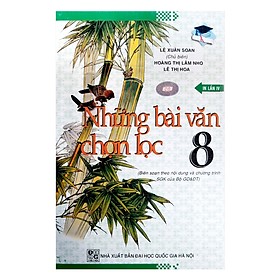 LÊ XUÂN SOAN
(Chủ biên)
HOÀNG THỊ LÂM NHO
LÊ THỊ HOA
IN LẦN IV
Những bài văn
chọn lọc
8
(Biên soạn theo nội dung và chương trình
SGK của Bộ GD&ĐT)
NHÀ XUẤT BẢN ĐẠI HỌC QUỐC GIA HÀ NỘI